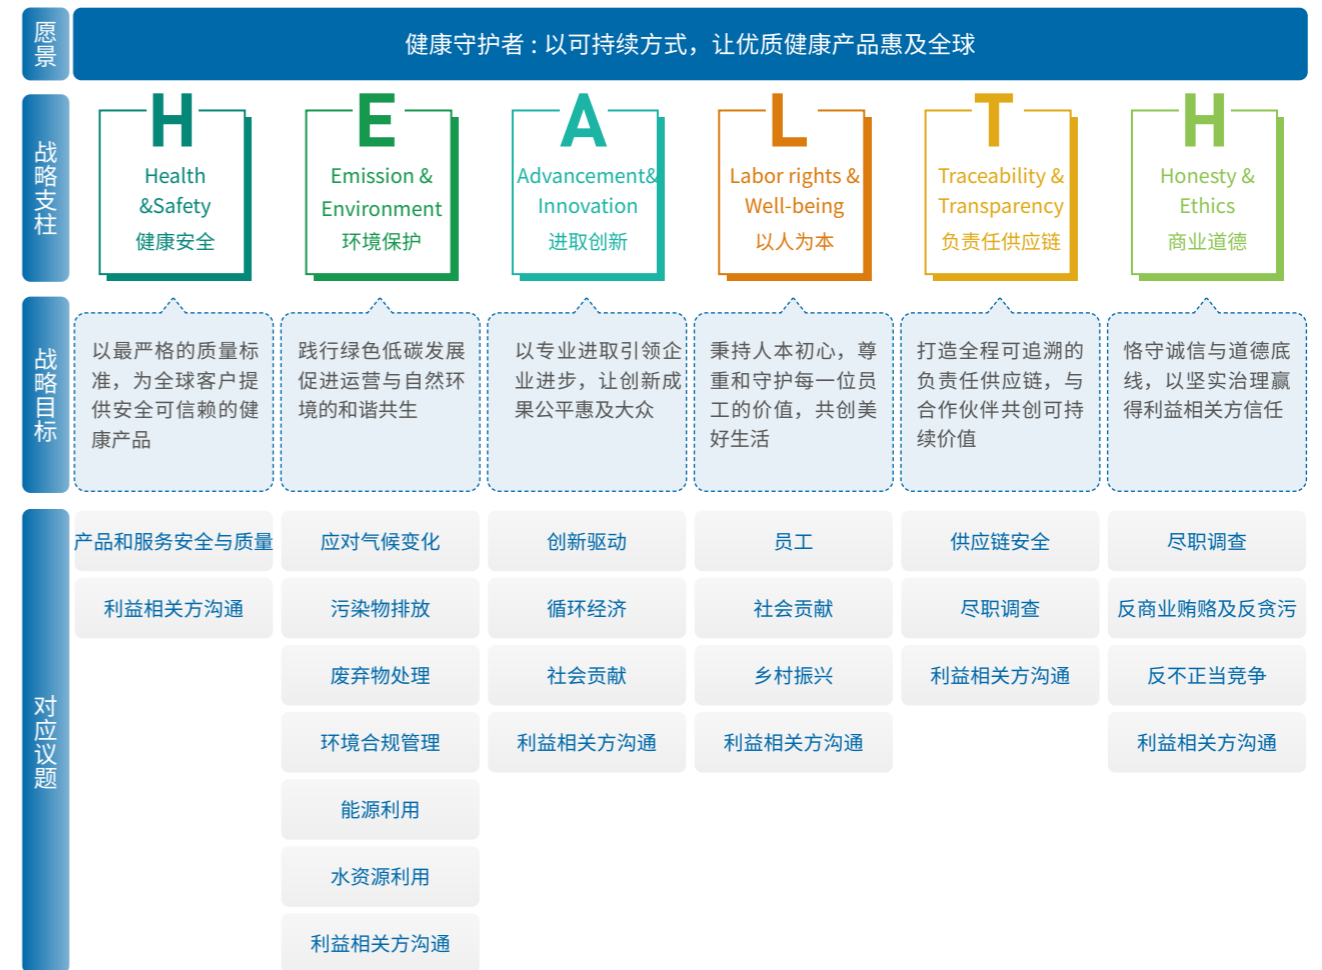 愿景
健康守护者 : 以可持续方式，让优质健康产品惠及全球
战略支柱
H
Health
&Safety
健康安全
E
Emission &
Environment
环境保护
A
Advancement&
Innovation
进取创新
L
Labor rights &
Well-being
以人为本
T
Traceability &
Transparency
负责任供应链
H
Honesty &
Ethics
商业道德
战略目标
以最严格的质量标
准，为全球客户提
供安全可信赖的健
康产品
践行绿色低碳发展
促进运营与自然环
境的和谐共生
以专业进取引领企
业进步，让创新成
果公平惠及大众
秉持人本初心，尊
重和守护每一位员
工的价值，共创美
好生活
打造全程可追溯的
负责任供应链，与
合作伙伴共创可持
续价值
恪守诚信与道德底
线，以坚实治理赢
得利益相关方信任
对应议题
产品和服务安全与质量
利益相关方沟通
应对气候变化
污染物排放
废弃物处理
环境合规管理
能源利用
水资源利用
利益相关方沟通
创新驱动
循环经济
社会贡献
利益相关方沟通
员工
社会贡献
乡村振兴
利益相关方沟通
供应链安全
尽职调查
利益相关方沟通
尽职调查
反商业贿赂及反贪污
反不正当竞争
利益相关方沟通